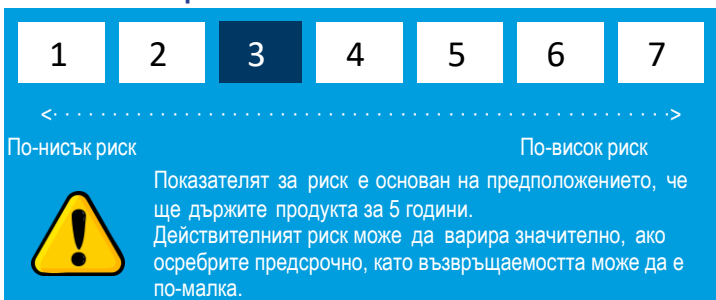 1 2 3 4 5 6 7
<· · · · · · · · · · · · · · · · · · · · · · · · · · · · · · · · · · · · · · · · · · · · · · · ·>
По-нисък риск По-висок риск
Показателят за риск е основан на предположението, че
ще държите продукта за 5 години.
Действителният риск може да варира значително, ако
осребрите предсрочно, като възвръщаемостта може да е
по-малка.